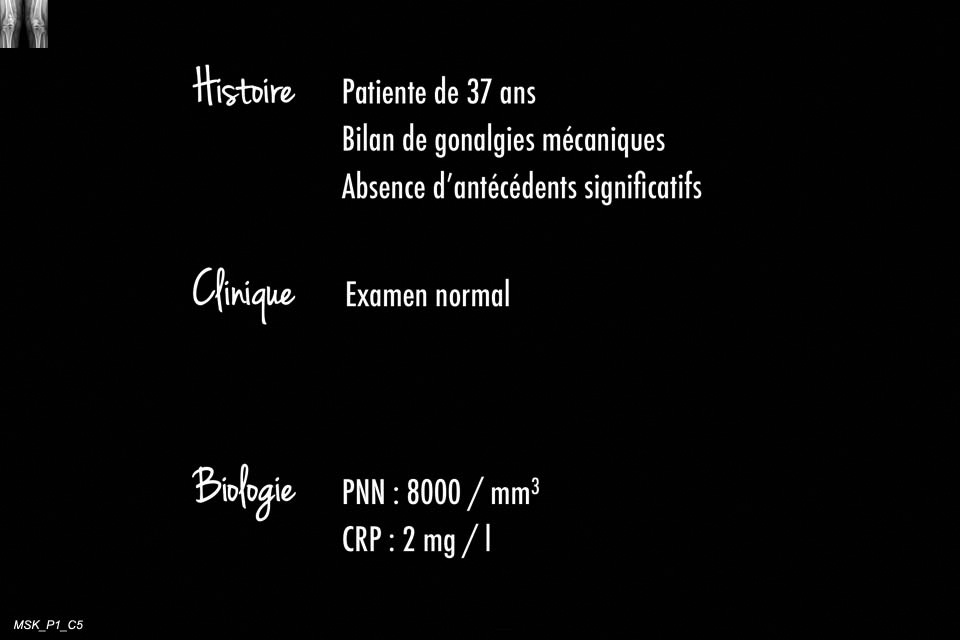 Histoire Patiente de 37 ans
Bilan de gonalgies mécaniques
Absence d’antécédents significatifs
Clinique Examen normal
Biologie PNN : 8000 / mm³
CRP : 2 mg / l
MSK_P1_C5